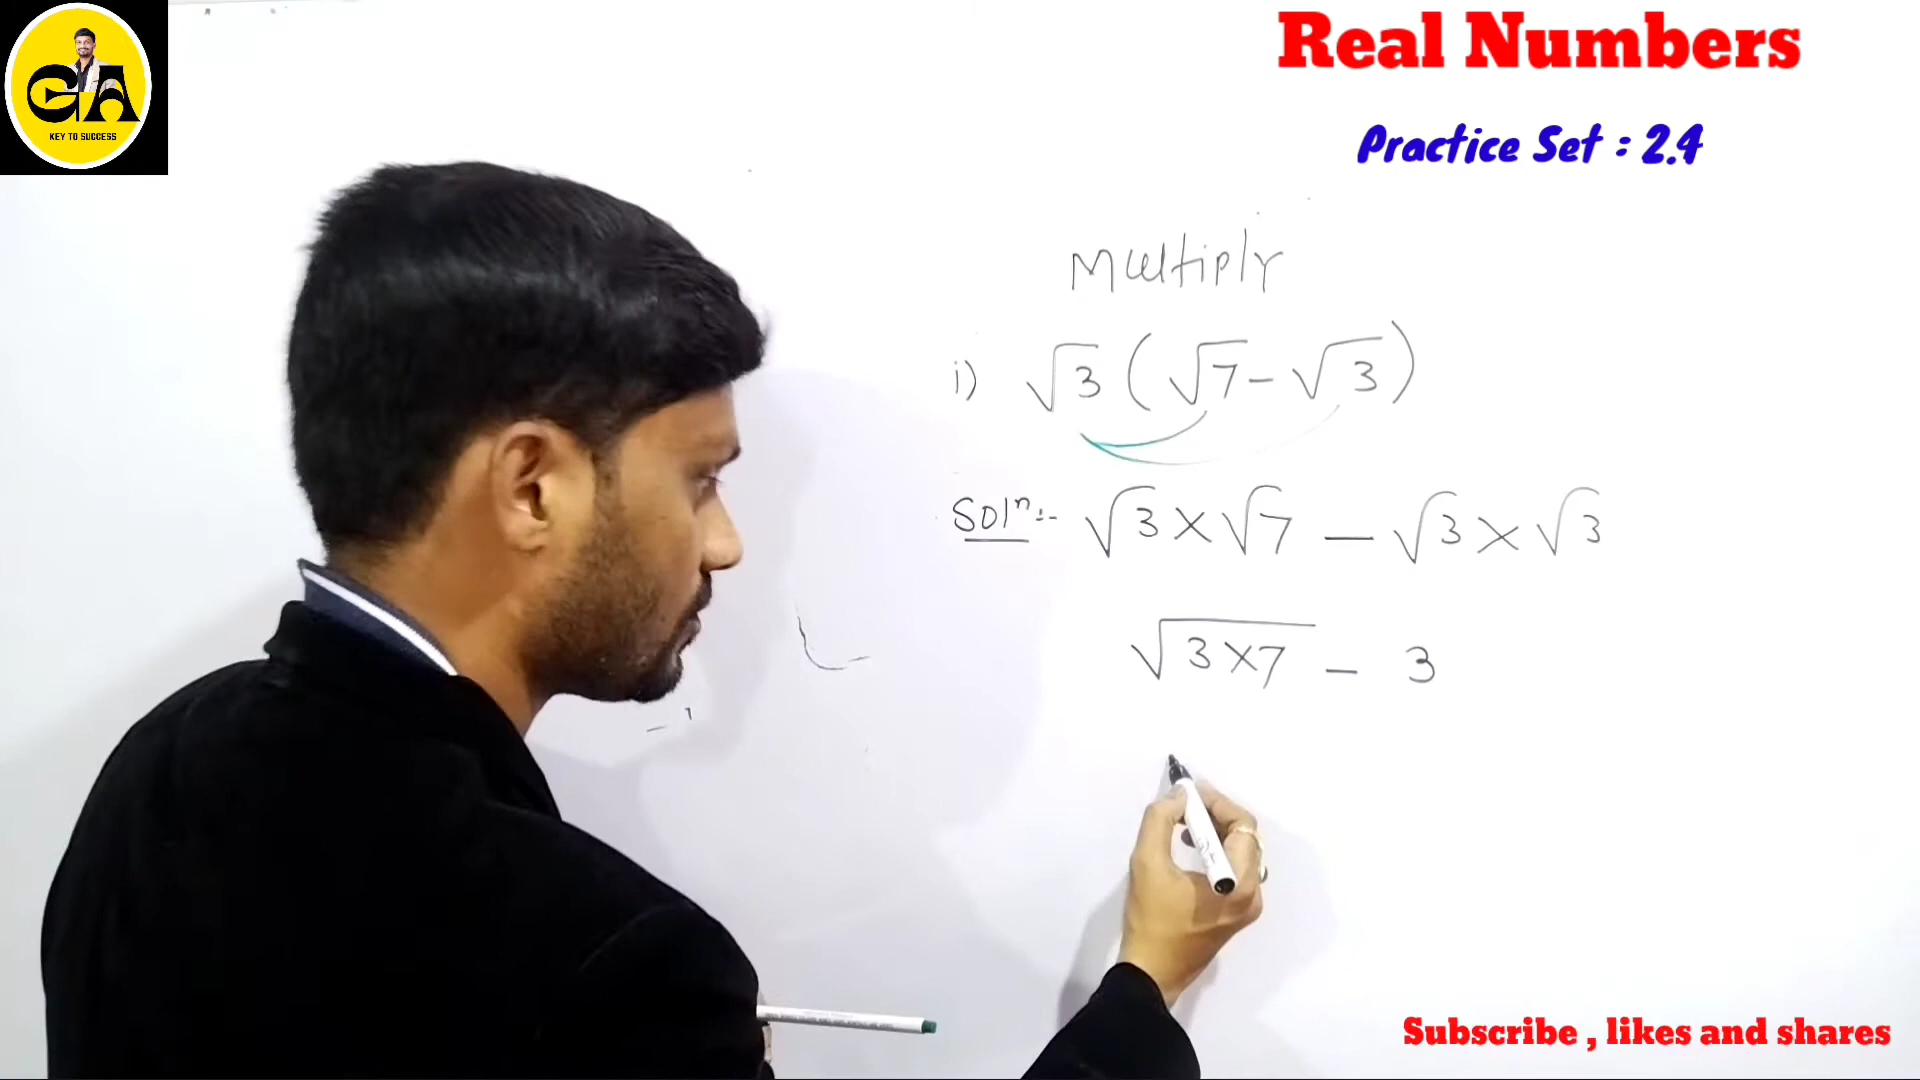 GA
KEY TO SUCCESS
Real Numbers
Practice Set : 2.4
Multiply
i) √3 (√7 - √3)
Solⁿ:- √3 × √7 - √3 × √3
√3×7 - 3
Subscribe , likes and shares